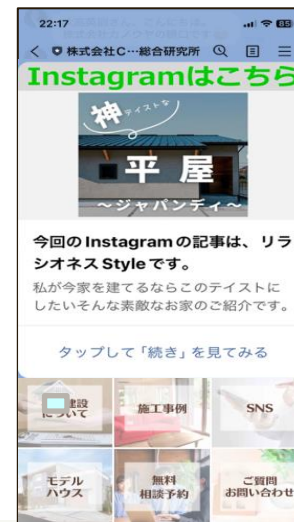 22:17
85
株式会社C…総合研究所
Instagramはこちら
神
テイストな
平屋
～ジャパンディ～
今回のInstagramの記事は、リラ
シオネスStyleです。
私が今家を建てるならこのテイストに
したいそんな素敵なお家のご紹介です。
タップして「続き」を見てみる
建設
について
施工事例
SNS
モデル
ハウス
無料
相談予約
ご質問
お問い合わせ